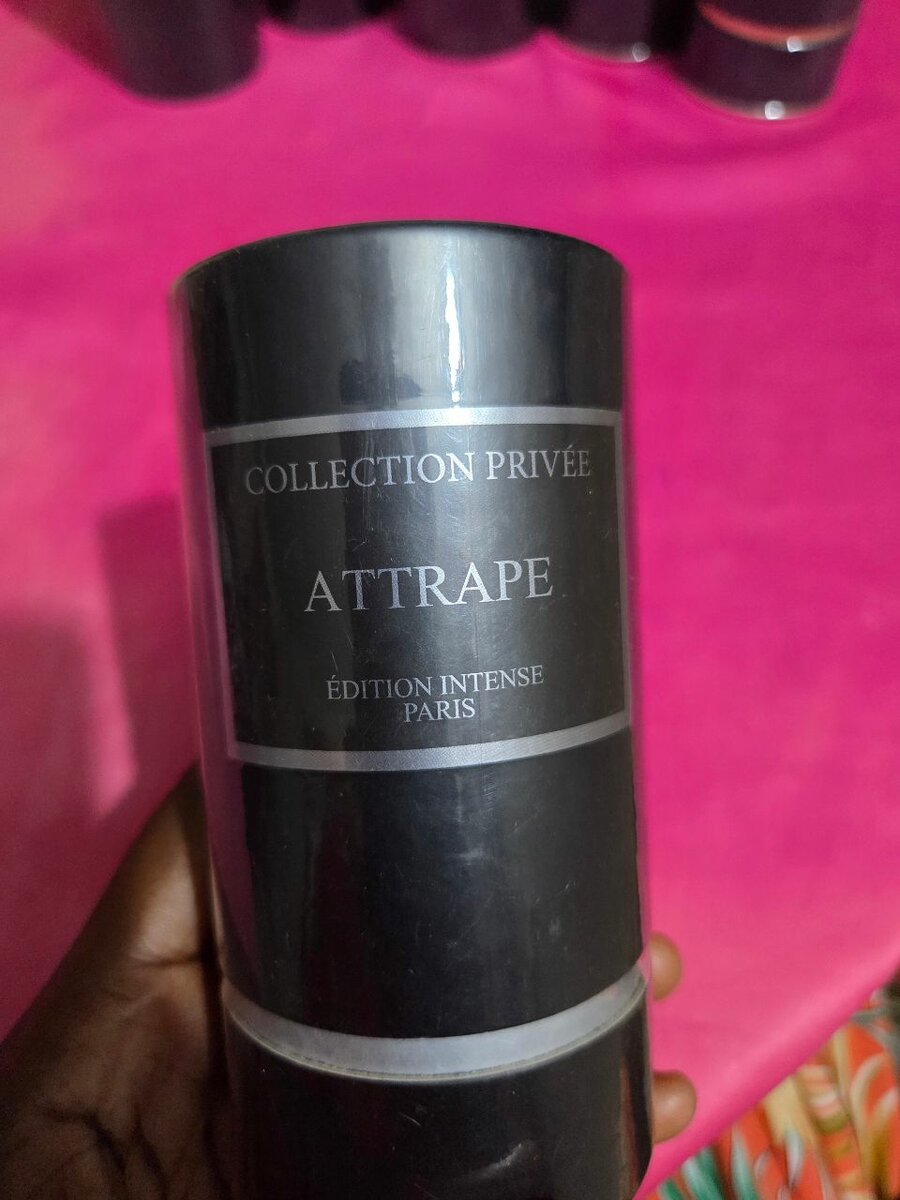 COLLECTION PRIVÉE
ATTRAPE
ÉDITION INTENSE
PARIS